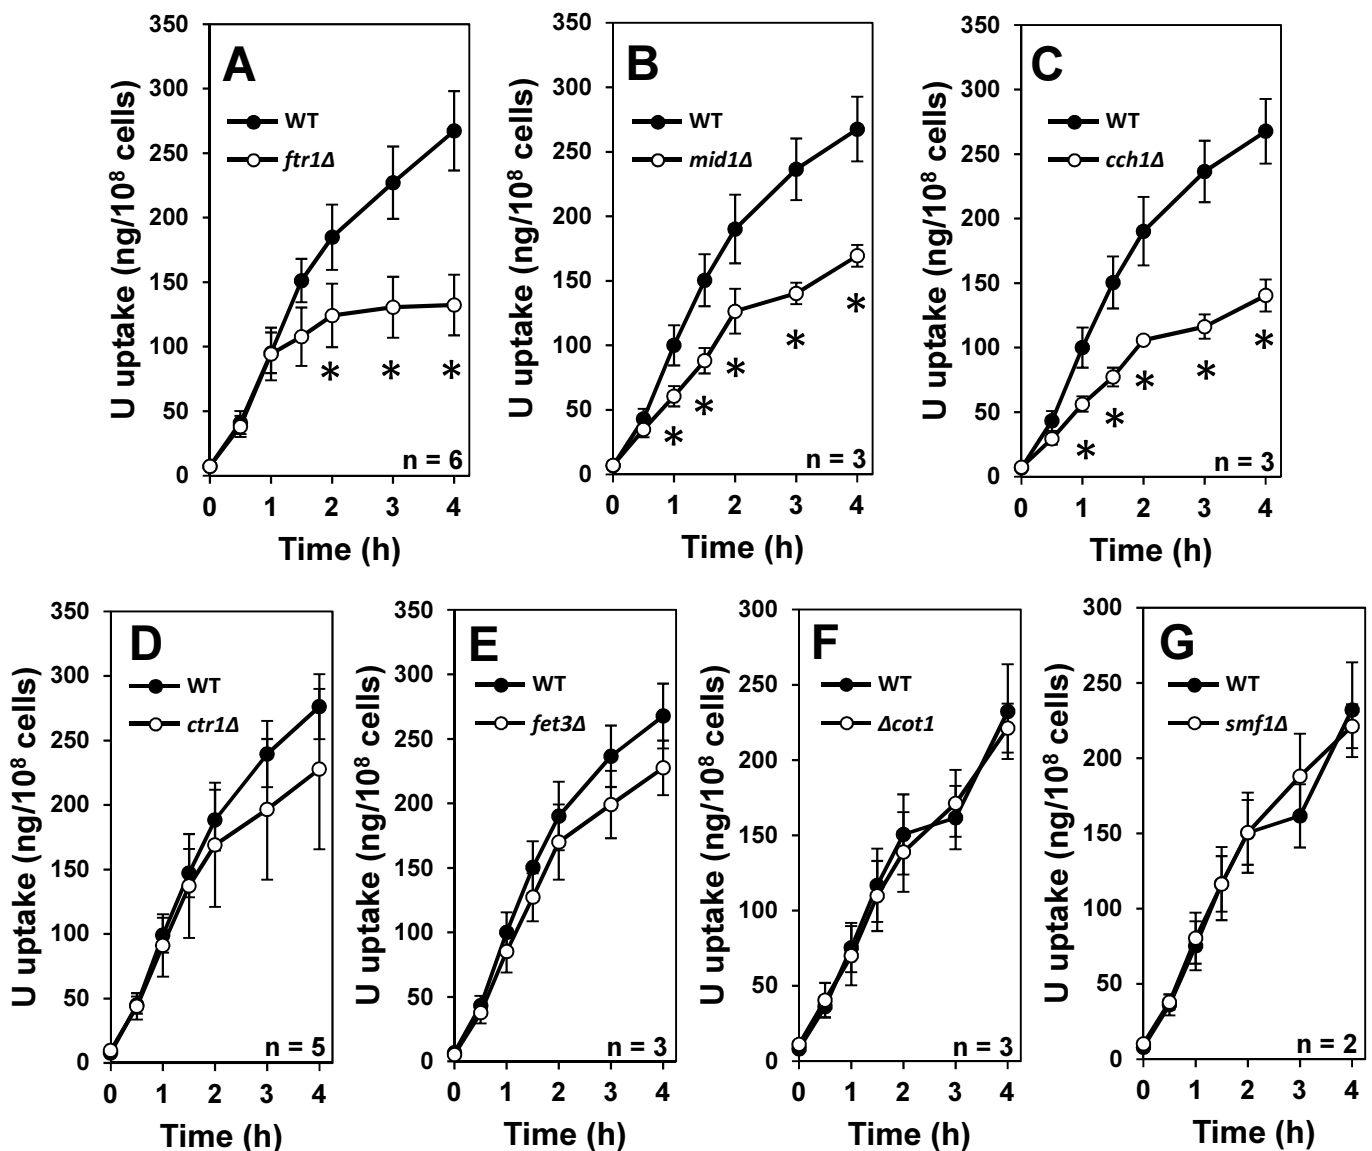 A
U uptake (ng/10⁸ cells)
350
300
250
200
150
100
50
0
WT
ftr1Δ
* * *
n = 6
0 1 2 3 4
Time (h)
B
U uptake (ng/10⁸ cells)
350
300
250
200
150
100
50
0
WT
mid1Δ
* * * * *
n = 3
0 1 2 3 4
Time (h)
C
U uptake (ng/10⁸ cells)
350
300
250
200
150
100
50
0
WT
cch1Δ
* * * * *
n = 3
0 1 2 3 4
Time (h)
D
U uptake (ng/10⁸ cells)
350
300
250
200
150
100
50
0
WT
ctr1Δ
n = 5
0 1 2 3 4
Time (h)
E
U uptake (ng/10⁸ cells)
350
300
250
200
150
100
50
0
WT
fet3Δ
n = 3
0 1 2 3 4
Time (h)
F
U uptake (ng/10⁸ cells)
300
250
200
150
100
50
0
WT
Δcot1
n = 3
0 1 2 3 4
Time (h)
G
U uptake (ng/10⁸ cells)
300
250
200
150
100
50
0
WT
smf1Δ
n = 2
0 1 2 3 4
Time (h)